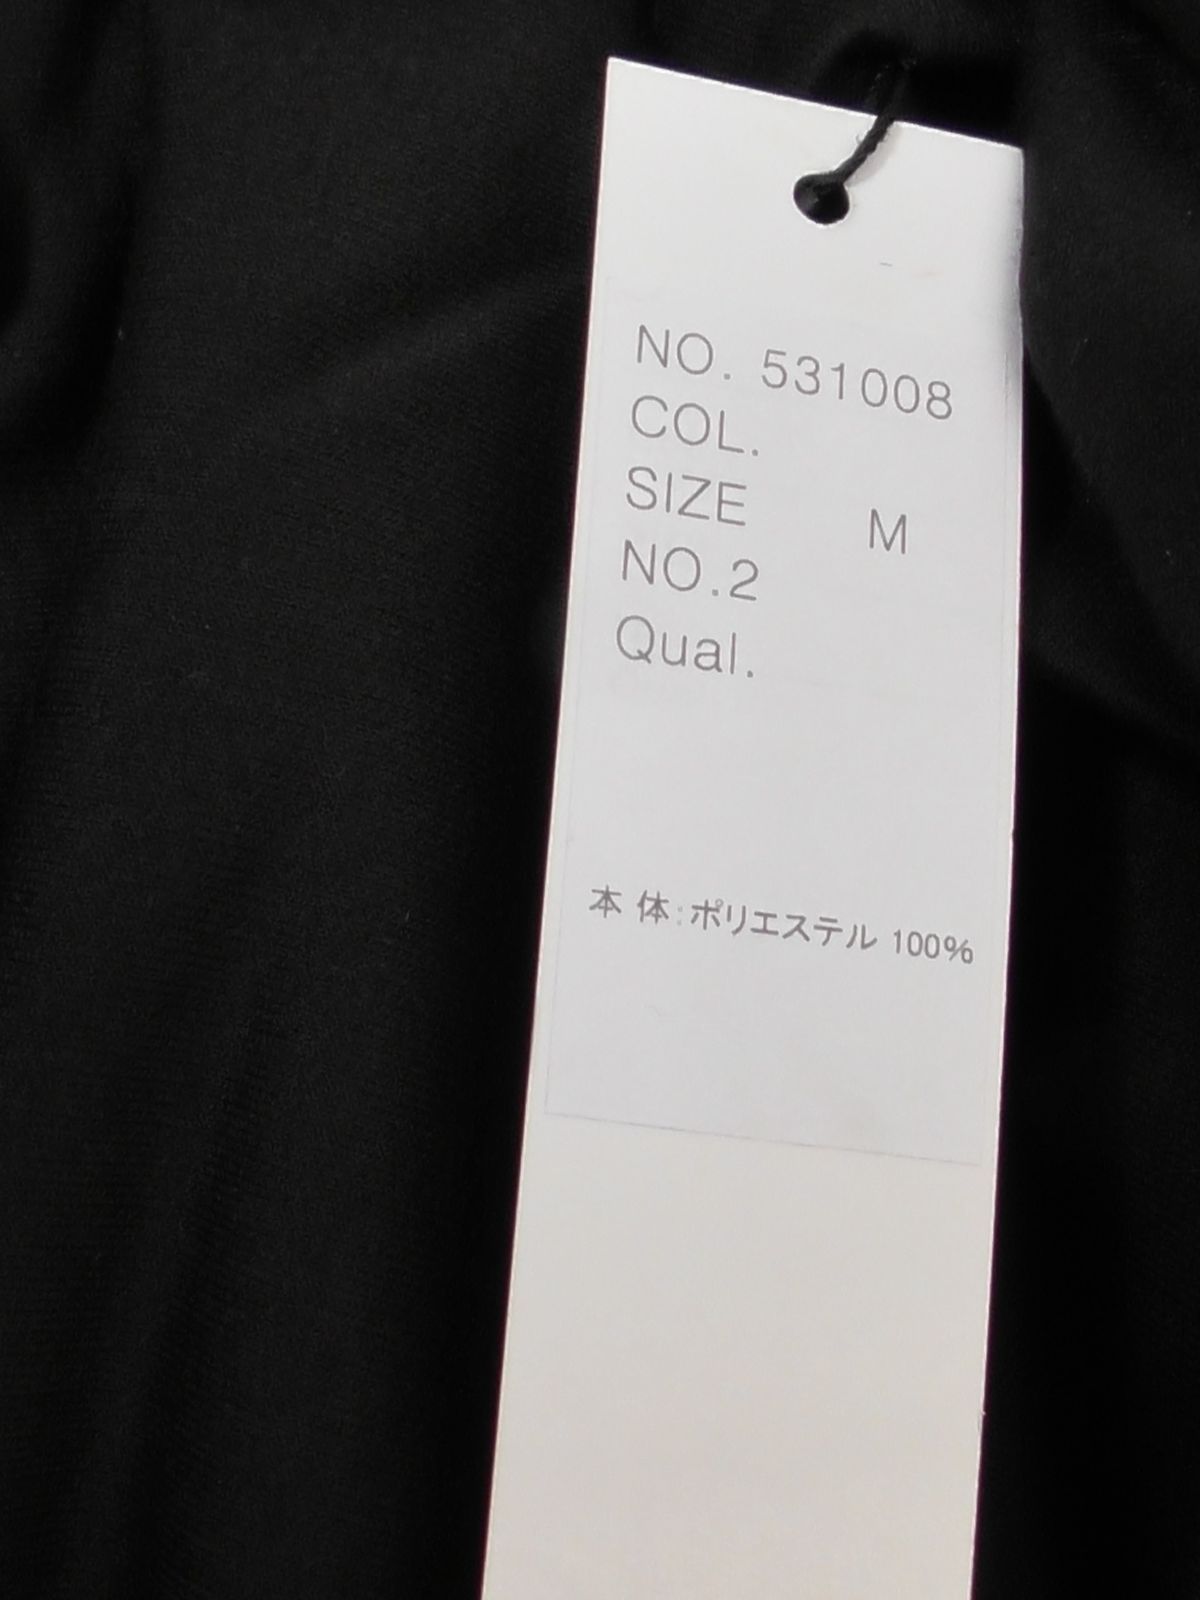 NO. 531008
COL.
SIZE M
NO.2
Qual.
本 体:ポリエステル 100%